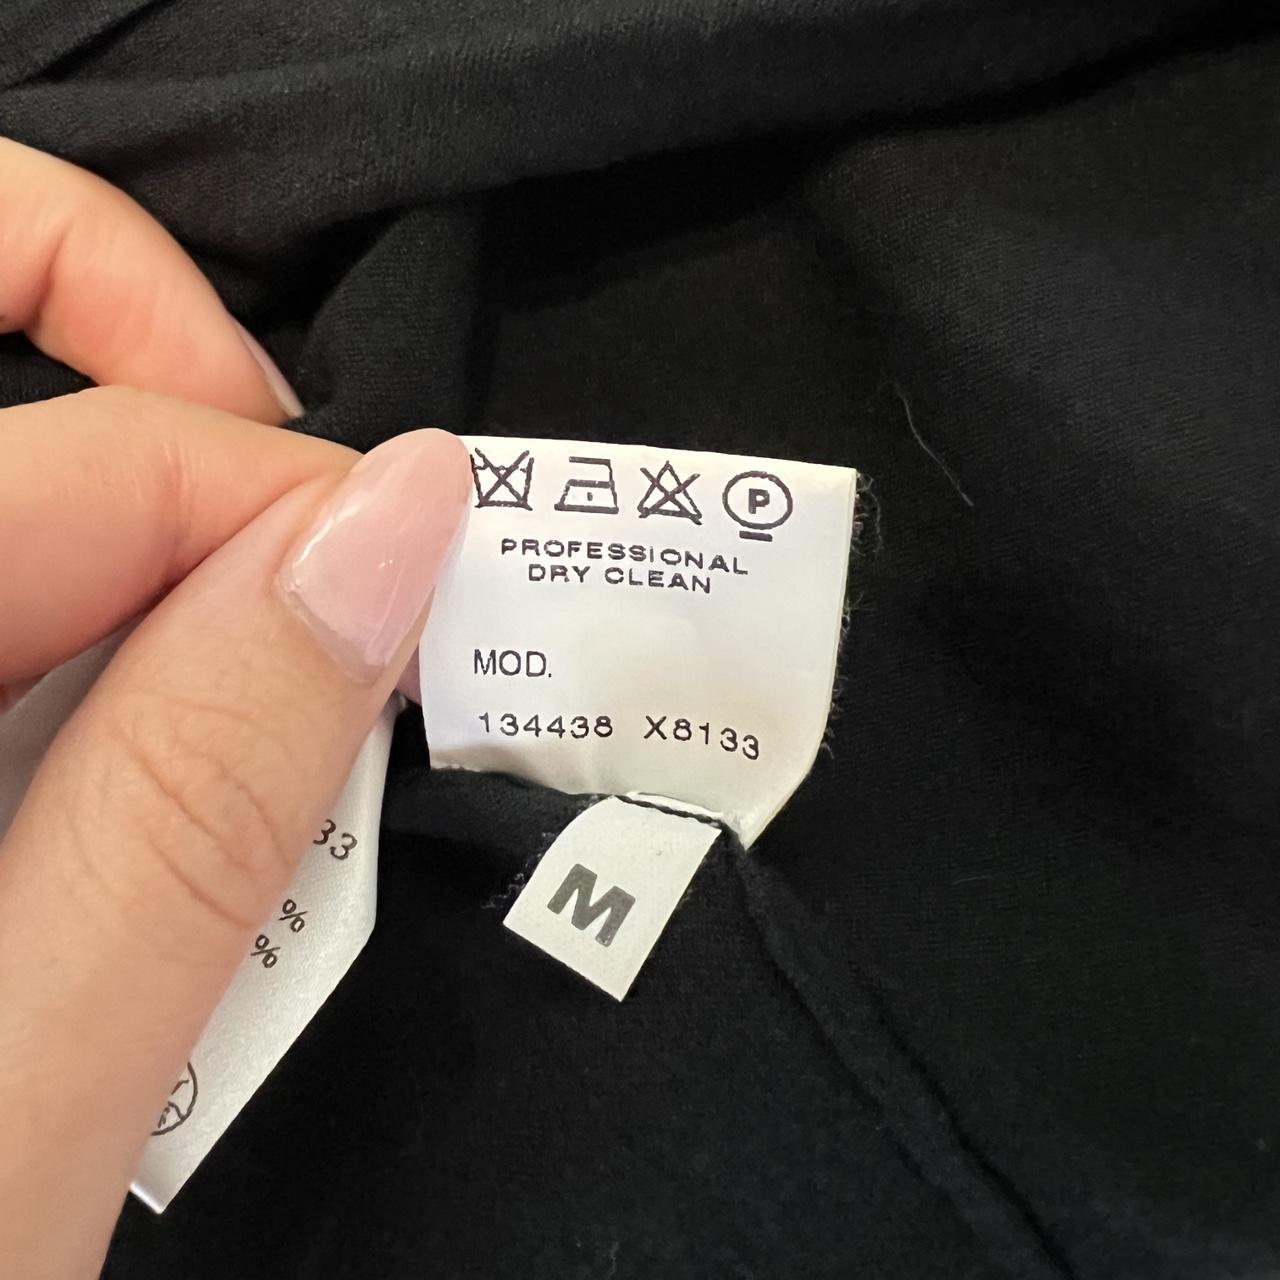 P
PROFESSIONAL
DRY CLEAN
MOD.
134438 X8133
M
33
%
%